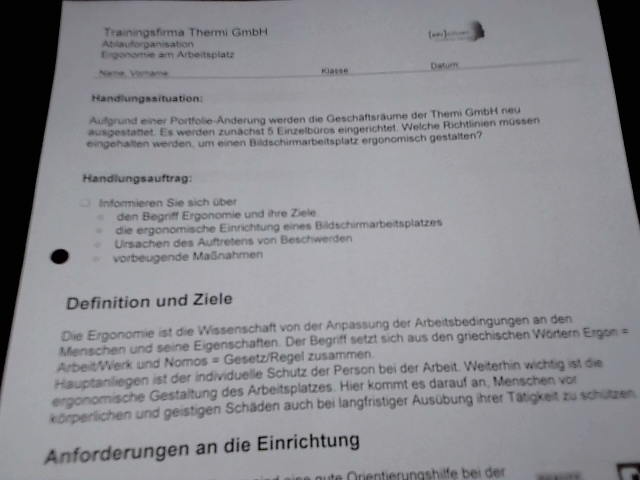 Trainingsfirma Thermi GmbH
Ablauforganisation
Ergonomie am Arbeitsplatz
Name, Vorname
Klasse
Datum
Handlungssituation:
Aufgrund einer Portfolie-Änderung werden die Geschäftsräume der Themi GmbH neu
ausgestattet. Es werden zunächst 5 Einzelbüros eingerichtet. Welche Richtlinien müssen
eingehalten werden, um einen Bildschirmarbeitsplatz ergonomisch gestalten?
Handlungsauftrag:
Informieren Sie sich über
den Begriff Ergonomie und ihre Ziele
die ergonomische Einrichtung eines Bildschirmarbeitsplatzes
Ursachen des Auftretens von Beschwerden
vorbeugende Maßnahmen
Definition und Ziele
Die Ergonomie ist die Wissenschaft von der Anpassung der Arbeitsbedingungen an den
Menschen und seine Eigenschaften. Der Begriff setzt sich aus den griechischen Wörtern Ergon =
Arbeit/Werk und Nomos = Gesetz/Regel zusammen.
Hauptanliegen ist der individuelle Schutz der Person bei der Arbeit. Weiterhin wichtig ist die
ergonomische Gestaltung des Arbeitsplatzes. Hier kommt es darauf an, Menschen vor
körperlichen und geistigen Schäden auch bei langfristiger Ausübung ihrer Tätigkeit zu schützen.
Anforderungen an die Einrichtung
sind eine gute Orientierungshilfe bei der